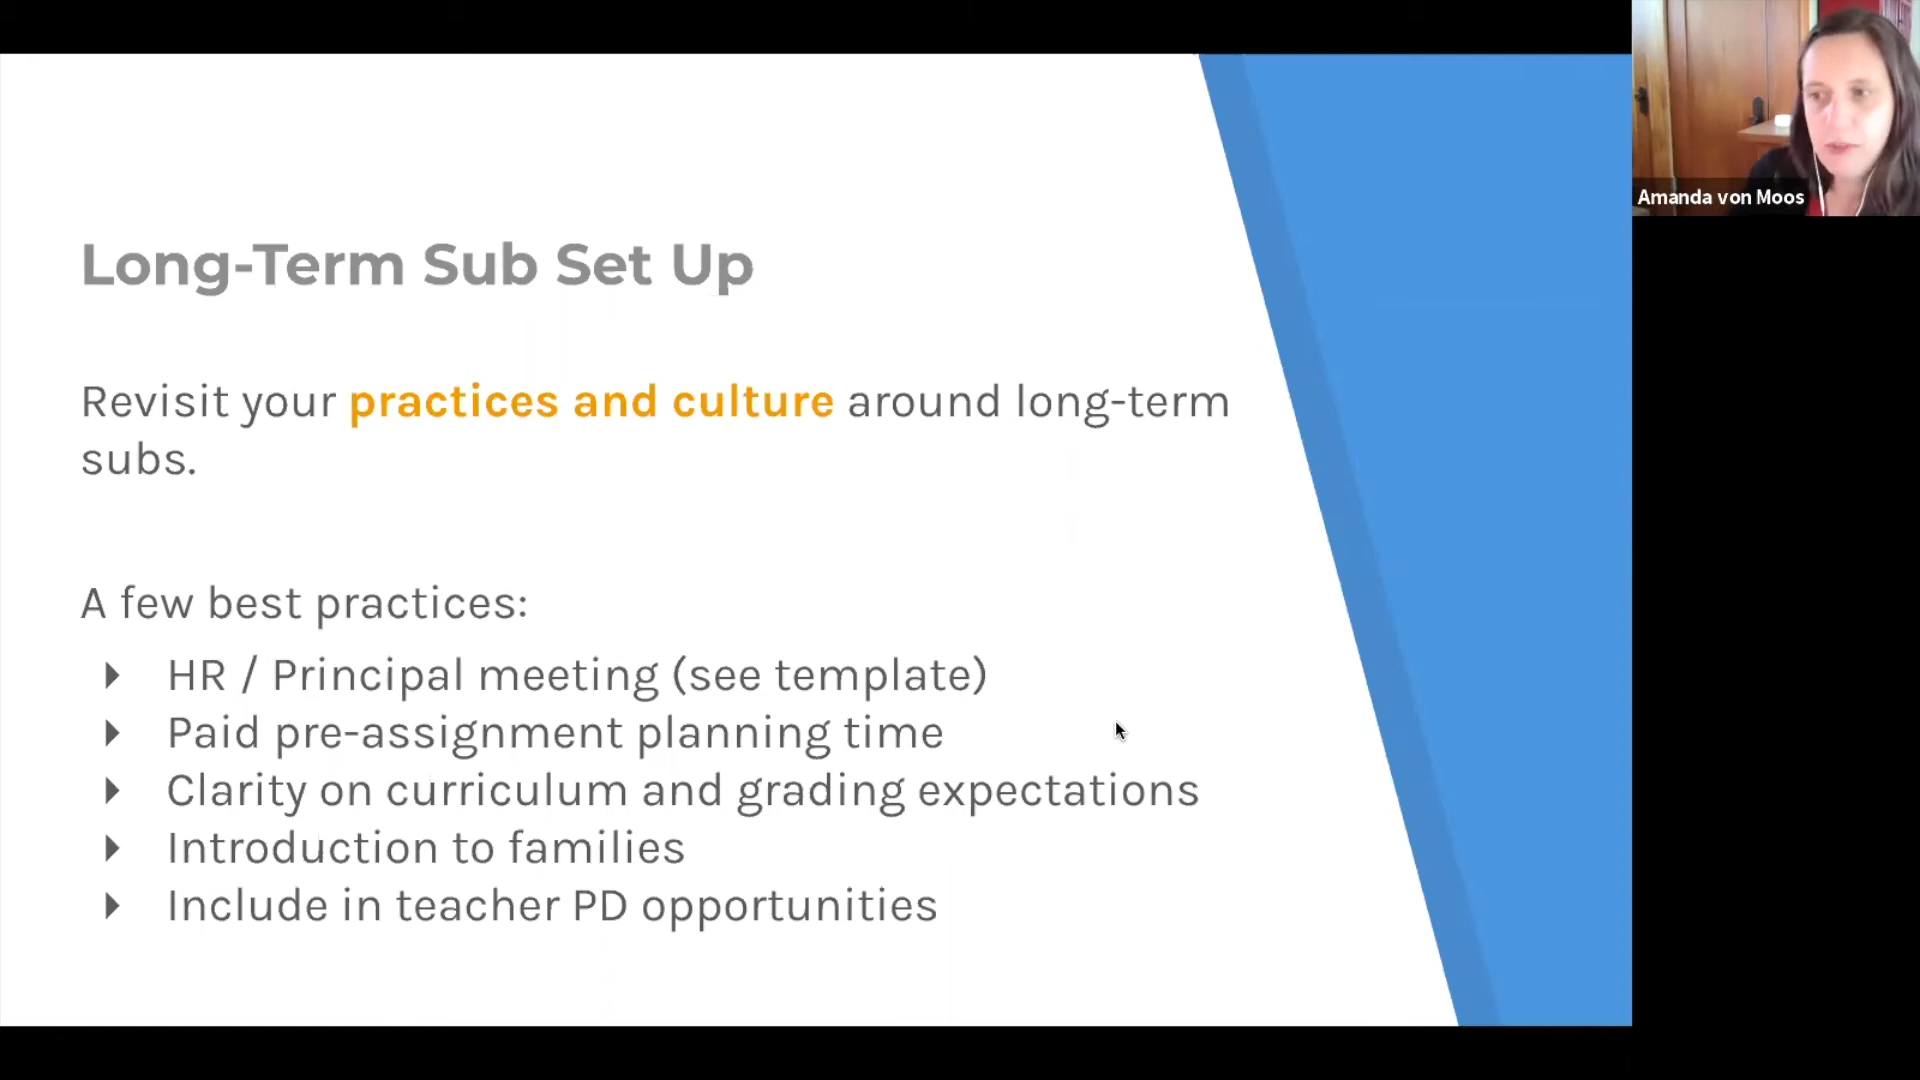 Long-Term Sub Set Up
Revisit your practices and culture around long-term
subs.
A few best practices:
HR / Principal meeting (see template)
Paid pre-assignment planning time
Clarity on curriculum and grading expectations
Introduction to families
Include in teacher PD opportunities
Amanda von Moos